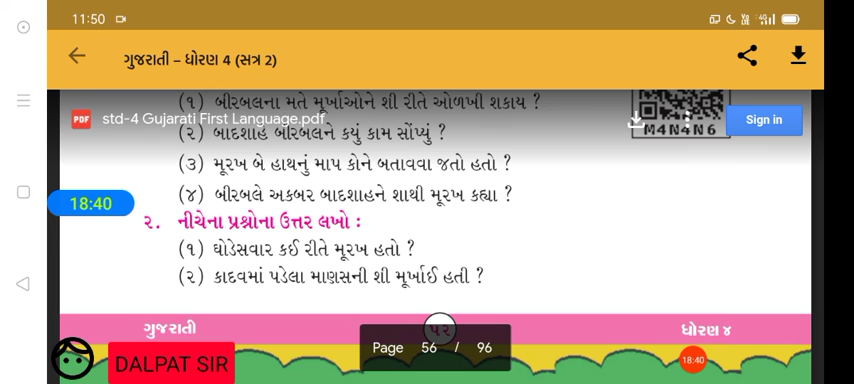 11:50
ગુજરાતી – ધોરણ 4 (સત્ર 2)
(૧) બીરબલના મતે મૂર્ખાઓને શી રીતે ઓળખી શકાય ?
std-4 Gujarati First Language.pdf
Sign in
M4N4N6
(૨) બાદશાહે બીરબલને કયું કામ સોંપ્યું ?
(૩) મૂરખ બે હાથનું માપ કોને બતાવવા જતો હતો ?
(૪) બીરબલે અકબર બાદશાહને શાથી મૂરખ કહ્યા ?
18:40
૨. નીચેના પ્રશ્નોના ઉત્તર લખો :
(૧) ઘોડેસવાર કઈ રીતે મૂરખ હતો ?
(૨) કાદવમાં પડેલા માણસની શી મૂર્ખાઈ હતી ?
ગુજરાતી ૫૨ ધોરણ ૪
Page 56 / 96
18:40
DALPAT SIR